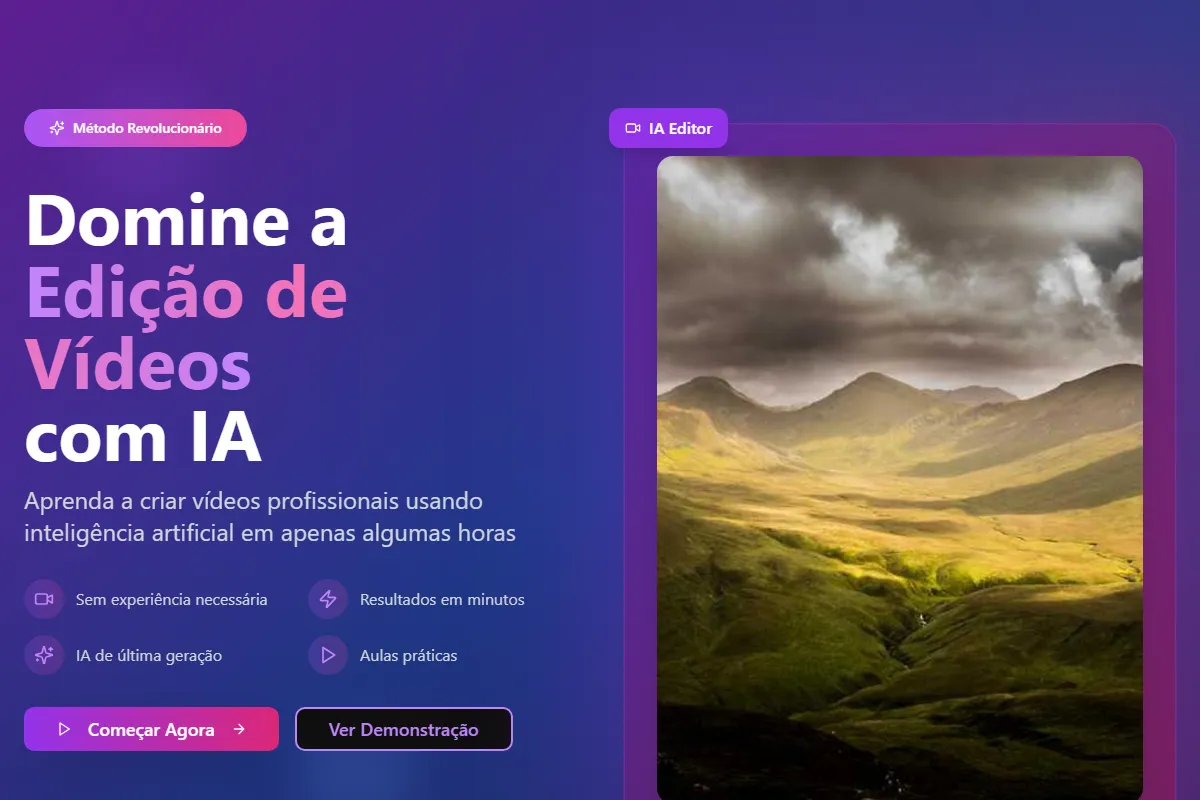 Método Revolucionário
IA Editor
Domine a
Edição de
Vídeos
com IA
Aprenda a criar vídeos profissionais usando
inteligência artificial em apenas algumas horas
Sem experiência necessária
Resultados em minutos
IA de última geração
Aulas práticas
Começar Agora
Ver Demonstração